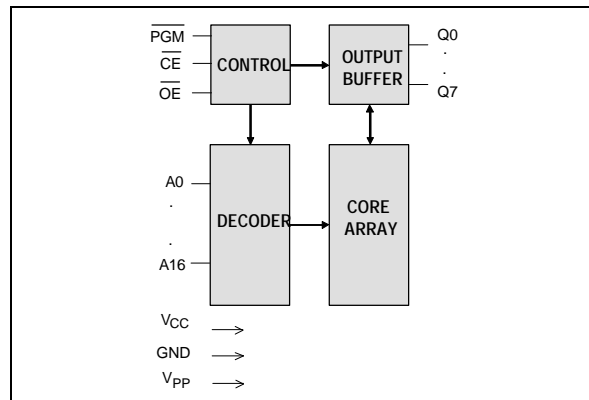 PGM
CE
OE
CONTROL
OUTPUT
BUFFER
Q0
.
.
Q7
A0
.
.
A16
DECODER
CORE
ARRAY
VCC
GND
VPP